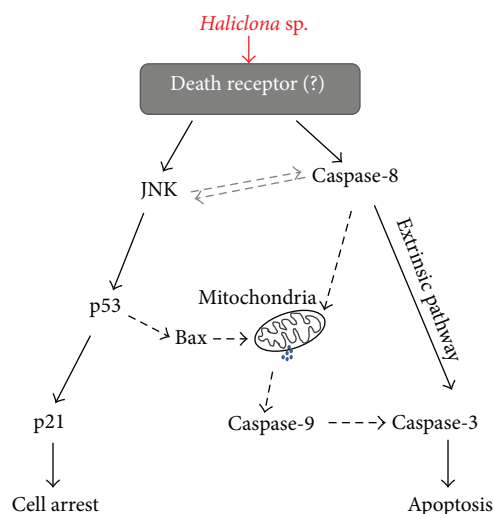 Haliclona sp.
Death receptor (?)
JNK
Caspase-8
Extrinsic pathway
p53
Mitochondria
Bax
p21
Caspase-9
Caspase-3
Cell arrest
Apoptosis